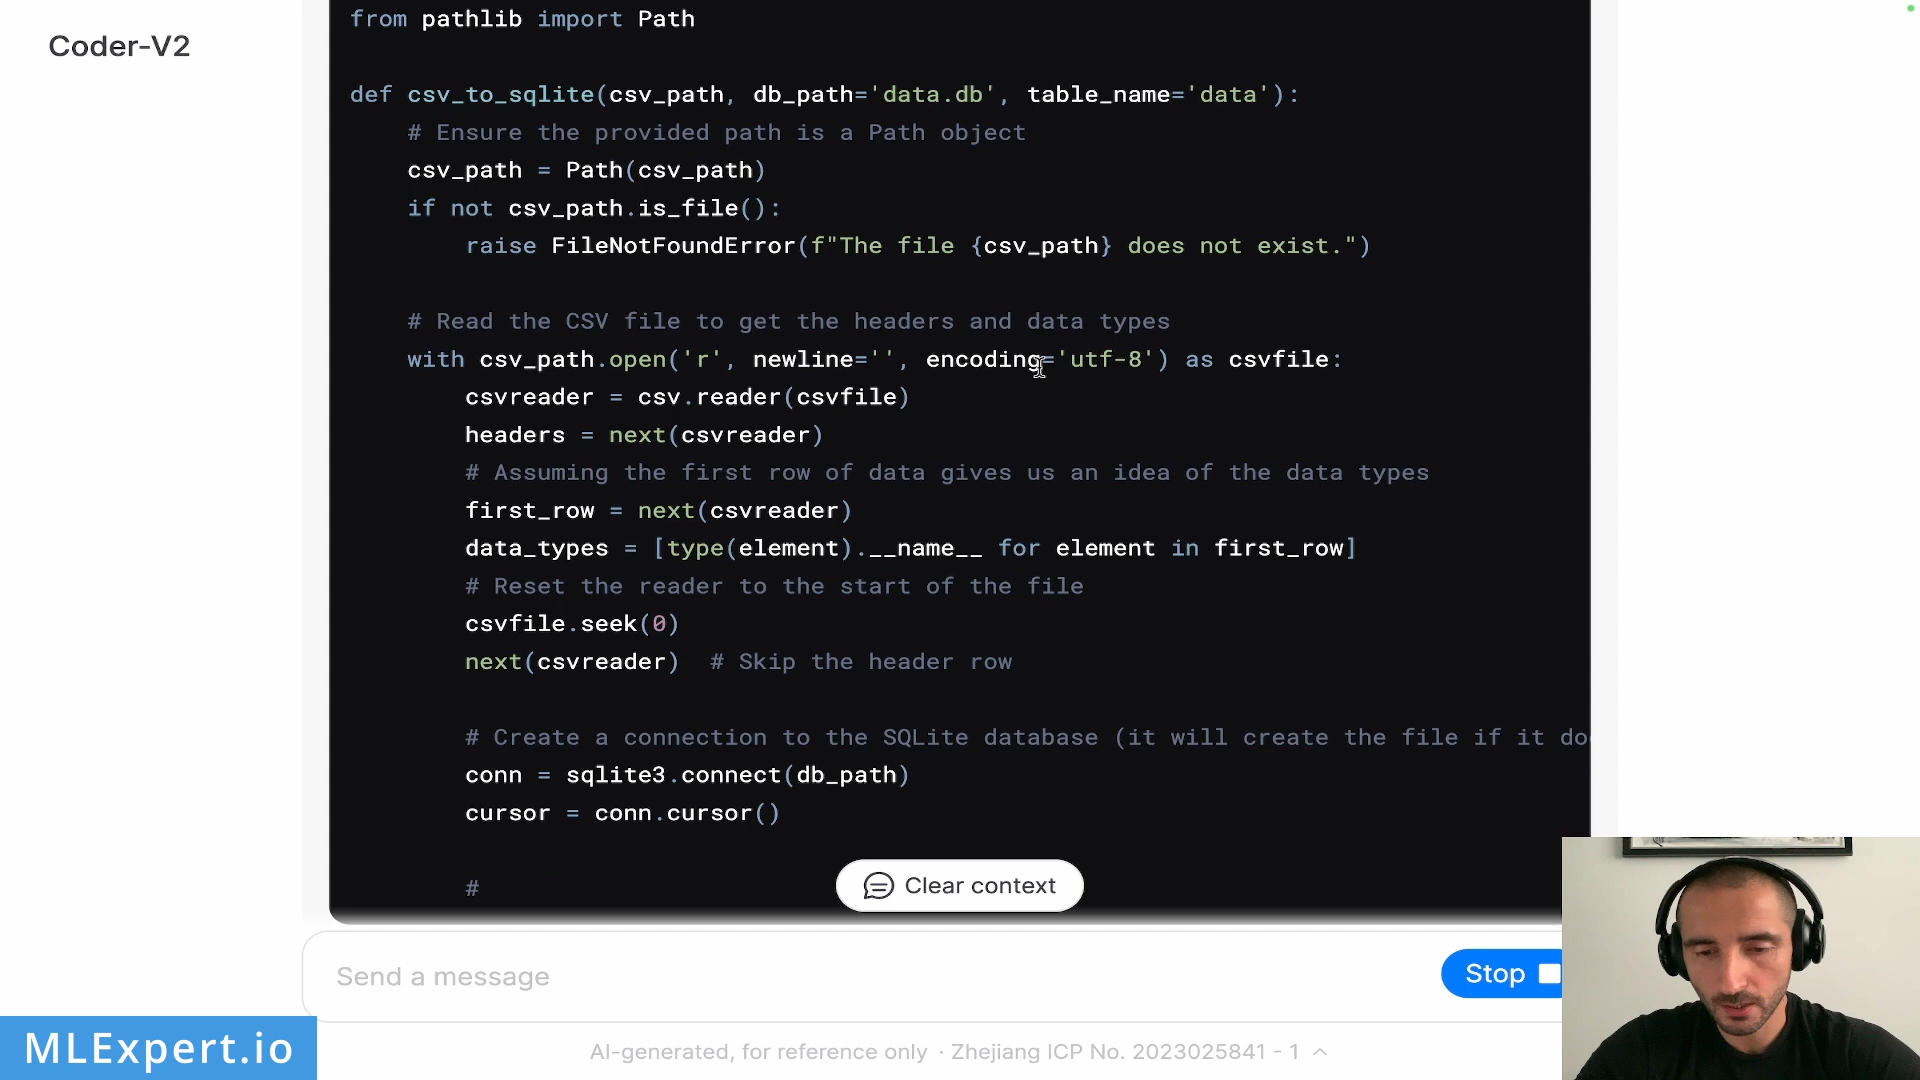 Coder-V2
from pathlib import Path
def csv_to_sqlite(csv_path, db_path='data.db', table_name='data'):
    # Ensure the provided path is a Path object
    csv_path = Path(csv_path)
    if not csv_path.is_file():
        raise FileNotFoundError(f"The file {csv_path} does not exist.")
    # Read the CSV file to get the headers and data types
    with csv_path.open('r', newline='', encoding='utf-8') as csvfile:
        csvreader = csv.reader(csvfile)
        headers = next(csvreader)
        # Assuming the first row of data gives us an idea of the data types
        first_row = next(csvreader)
        data_types = [type(element).__name__ for element in first_row]
        # Reset the reader to the start of the file
        csvfile.seek(0)
        next(csvreader)  # Skip the header row
        # Create a connection to the SQLite database (it will create the file if it do
        conn = sqlite3.connect(db_path)
        cursor = conn.cursor()
        #
Clear context
Send a message
Stop
MLExpert.io
AI-generated, for reference only · Zhejiang ICP No. 2023025841 - 1